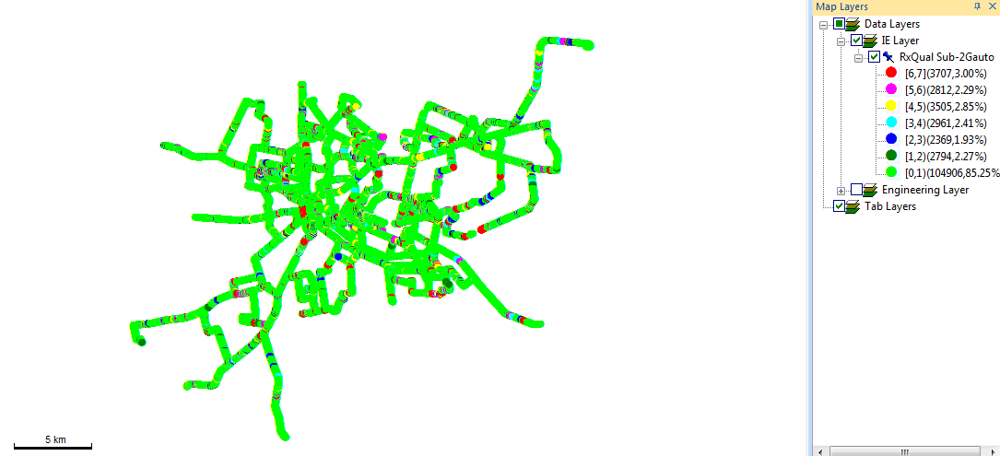 Map Layers
Data Layers
IE Layer
RxQual Sub-2Gauto
[6,7](3707,3.00%)
[5,6)(2812,2.29%)
[4,5)(3505,2.85%)
[3,4)(2961,2.41%)
[2,3)(2369,1.93%)
[1,2)(2794,2.27%)
[0,1)(104906,85.25%
Engineering Layer
Tab Layers
5 km